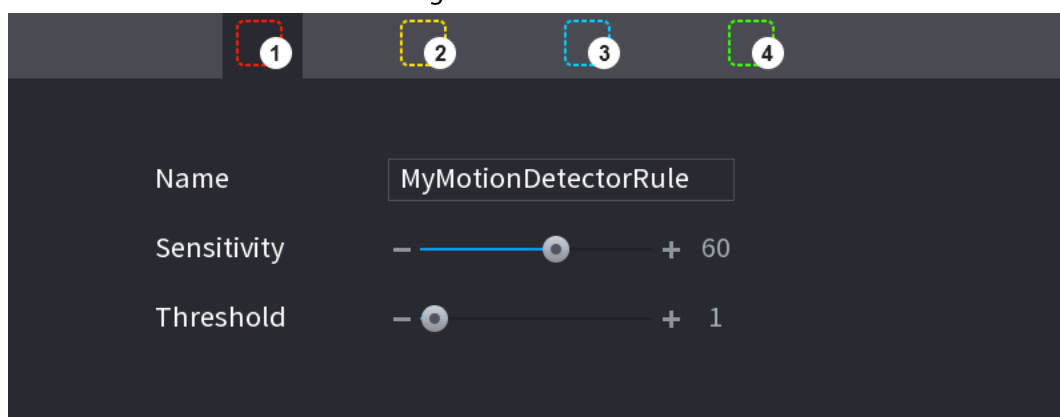 1 2 3 4
Name MyMotionDetectorRule
Sensitivity − + 60
Threshold − + 1